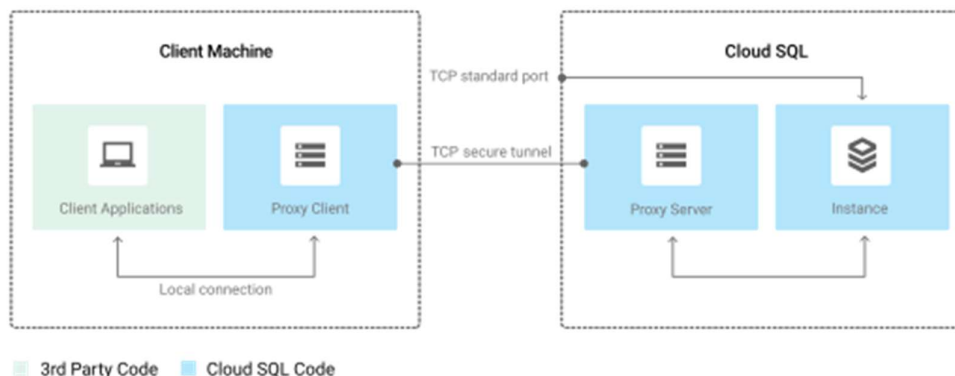 Client Machine
Cloud SQL
TCP standard port
TCP secure tunnel
Client Applications
Proxy Client
Proxy Server
Instance
Local connection
3rd Party Code
Cloud SQL Code